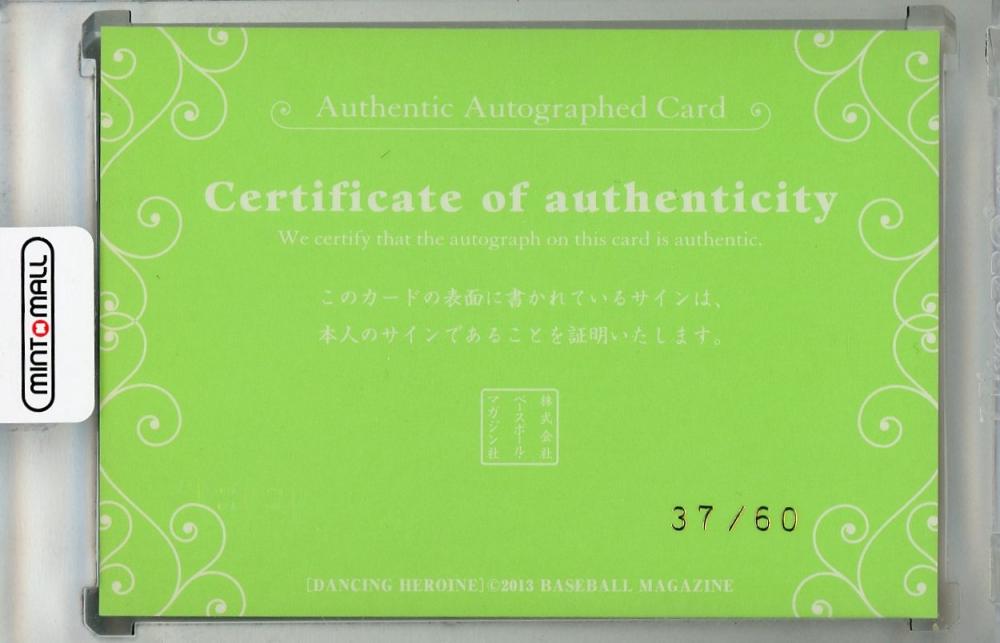 Authentic Autographed Card
Certificate of authenticity
We certify that the autograph on this card is authentic.
このカードの表面に書かれているサインは、
本人のサインであることを証明いたします。
株式会社
ベースボール
マガジン社
37/60
[DANCING HEROINE]©2013 BASEBALL MAGAZINE
MINTMALL